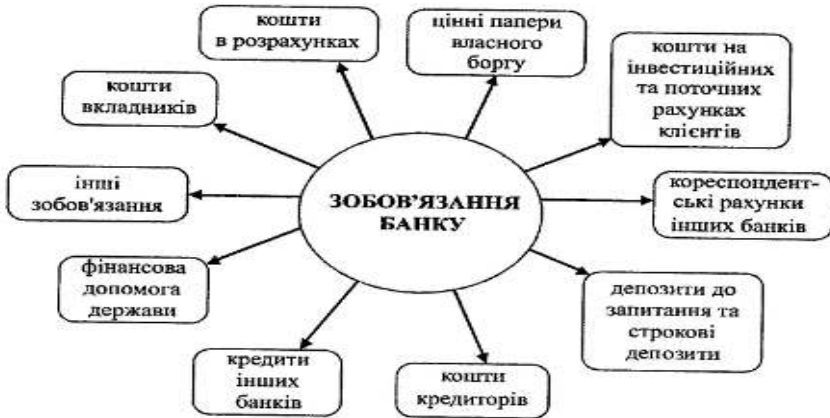 кошти
в розрахунках
цінні папери
власного
боргу
кошти на
інвестиційних
та поточних
рахунках
клієнтів
кошти
вкладників
інші
зобов'язання
ЗОБОВ’ЯЗАННЯ
БАНКУ
кореспондент-
ські рахунки
інших банків
фінансова
допомога
держави
депозити до
запитання та
строкові
депозити
кредити
інших
банків
кошти
кредиторів